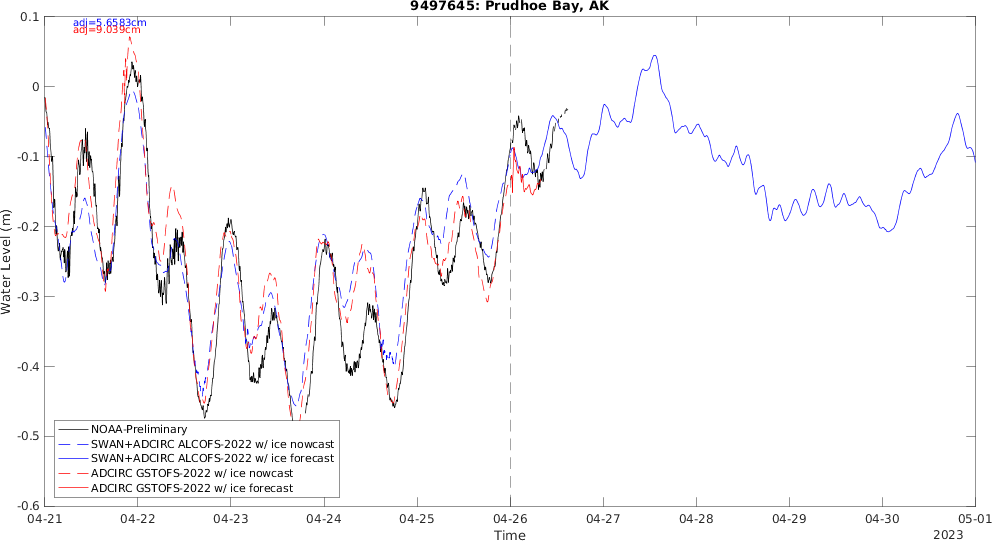 9497645: Prudhoe Bay, AK
adj=5.6583cm
adj=9.039cm
Water Level (m)
0.1
0
-0.1
-0.2
-0.3
-0.4
-0.5
-0.6
NOAA-Preliminary
SWAN+ADCIRC ALCOFS-2022 w/ ice nowcast
SWAN+ADCIRC ALCOFS-2022 w/ ice forecast
ADCIRC GSTOFS-2022 w/ ice nowcast
ADCIRC GSTOFS-2022 w/ ice forecast
04-21 04-22 04-23 04-24 04-25 04-26 04-27 04-28 04-29 04-30 05-01
Time
2023